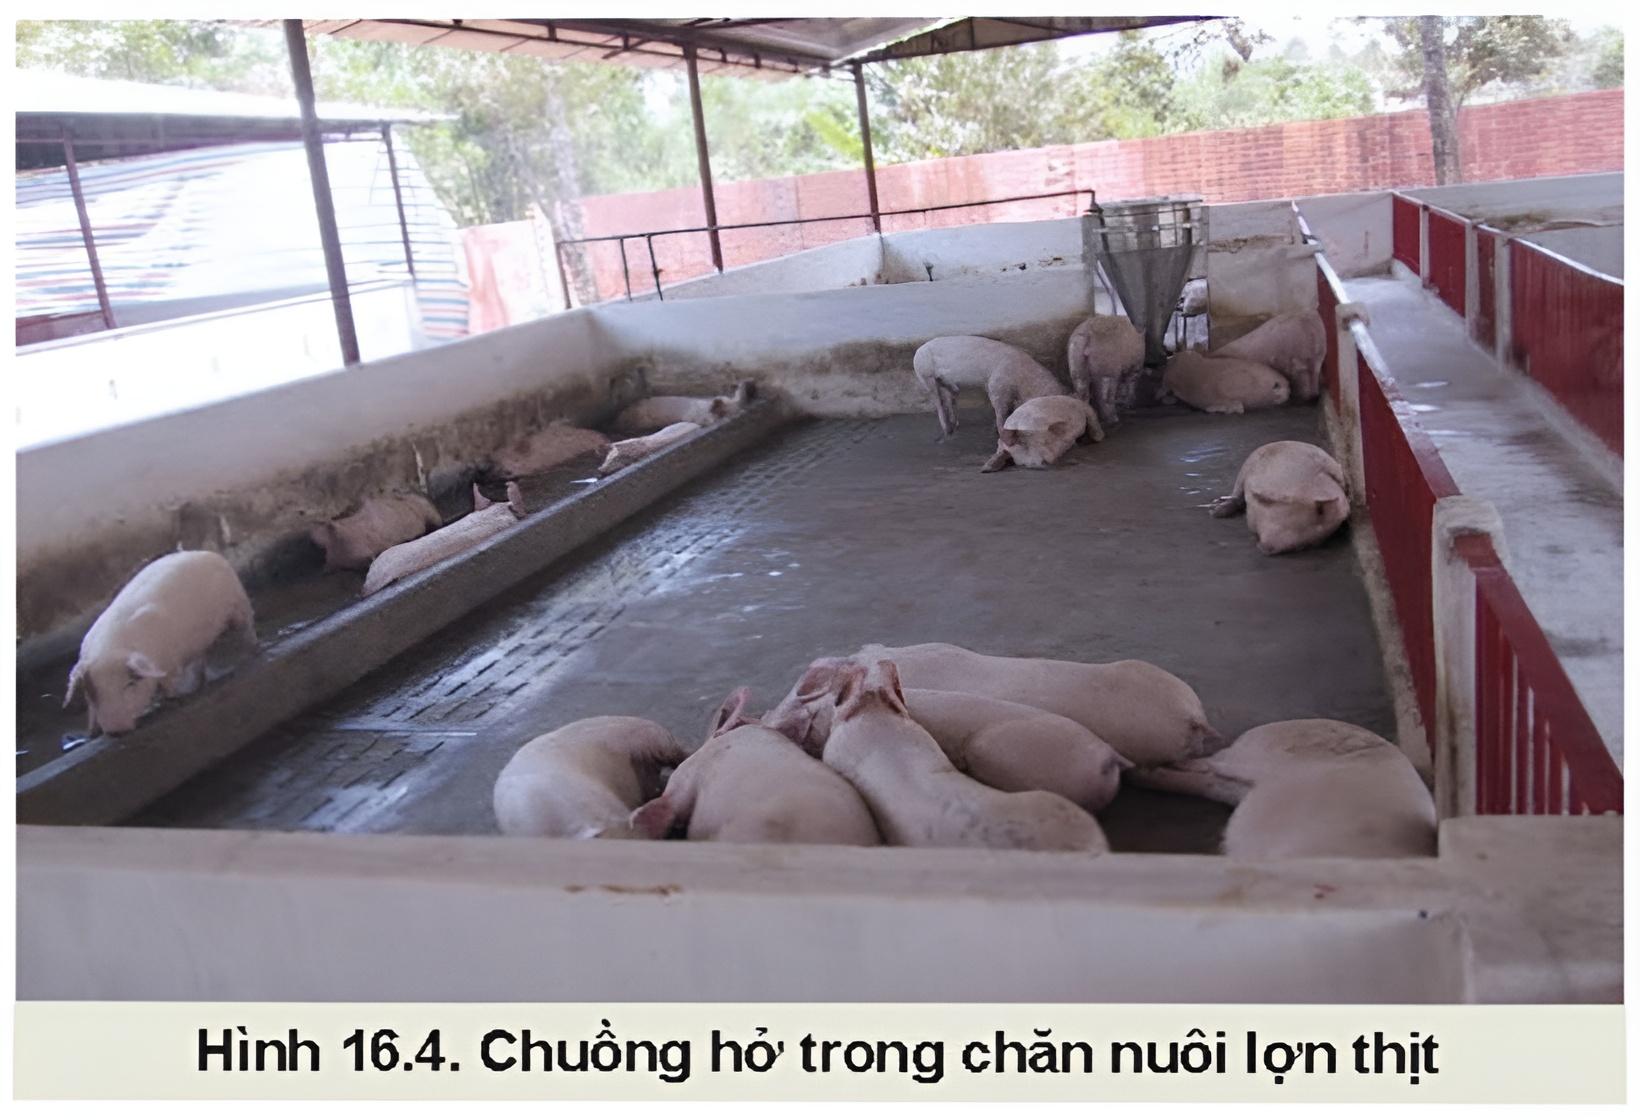 Hình 16.4. Chuồng hở trong chăn nuôi lợn thịt